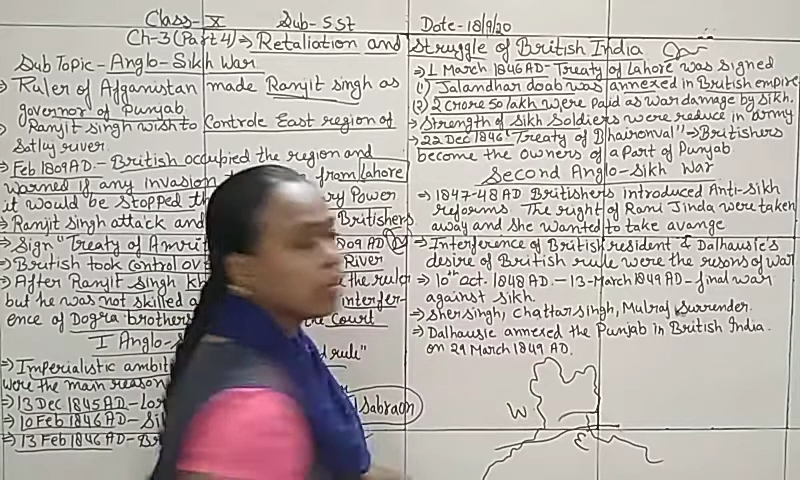 Class-X Sub-S.St Date-18/9/20
Ch-3(Part 4)→ Retaliation and Struggle of British India
Sub Topic - Anglo-Sikh War
⇒ Ruler of Afganistan made Ranjit singh as
governor of Punjab
⇒ Ranjit singh wish to Controle East region of
Satluj river.
⇒ Feb 1809 AD.- British occupied the region and
warned if any invasion from Lahore
it would be stopped Power
⇒ Ranjit singh attack and Britishers
⇒ Sign "Treaty of 1809 AD
⇒ British took control River
⇒ After Ranjit Singh the ruler
but he was not skilled interfer-
ence of Dogra brothers the Court
I Anglo-
⇒ Imperialistic rule"
were the main reason
⇒ 13 Dec 1845AD- Sabraon
⇒ 10 Feb 1846 AD-
⇒ 13 Feb 1846 AD-
⇒ 1 March 1846AD- Treaty of Lahore was signed
(1) Jalandhar doab was annexed in British empire
(2) 2 crore 50 lakh were paid as war damage by Sikh.
⇒ Strength of Sikh Soldiers were reduce in army
⇒ 22 Dec 1846 "Treaty of Bhaironval" → Britishers
become the owners of a Part of Punjab
Second Anglo-Sikh War
⇒ 1847-48 AD Britishers introduced Anti-Sikh
reforms. The right of Rani Jinda were taken
away and she wanted to take avange
⇒ Interference of British resident & Dalhausie's
desire of British rule were the resons of war
⇒ 10th Oct. 1848 AD. - 13-March 1849 AD - final war
against sikh
⇒ Shersingh, Chattarsingh, Mulraj surrender.
⇒ Dalhausie annexed the Punjab in British India.
on 29 March 1849 AD.
W
E